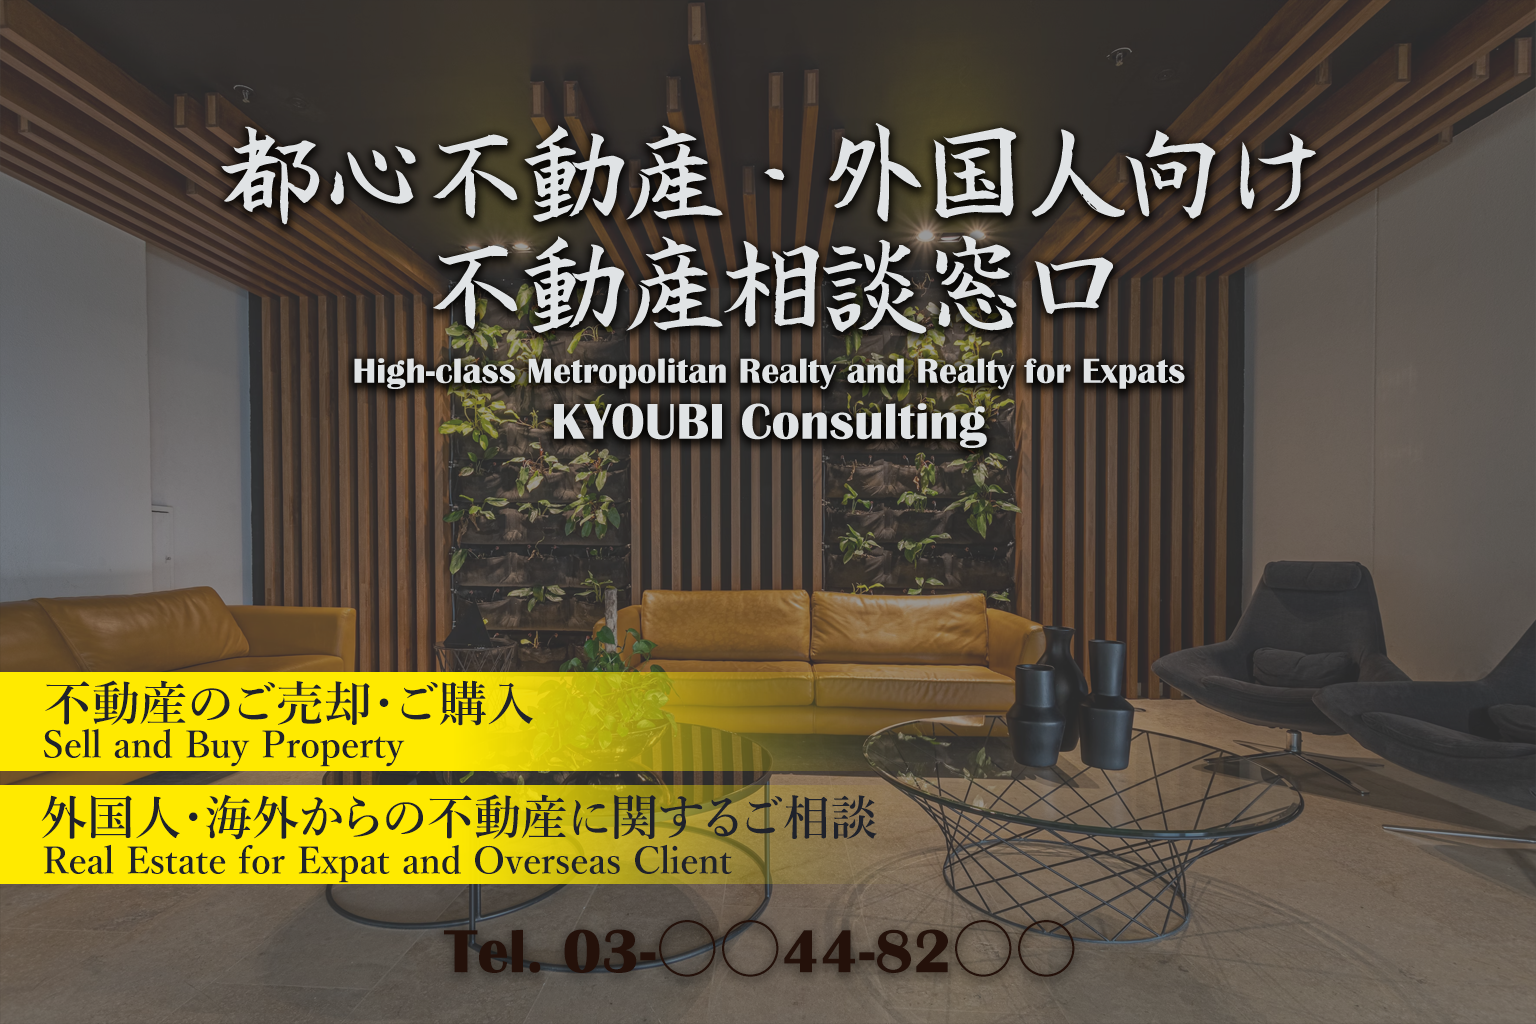 都心不動産・外国人向け
不動産相談窓口
High-class Metropolitan Realty and Realty for Expats
KYOUBI Consulting
不動産のご売却・ご購入
Sell and Buy Property
外国人・海外からの不動産に関するご相談
Real Estate for Expat and Overseas Client
Tel. 03-○○44-82○○